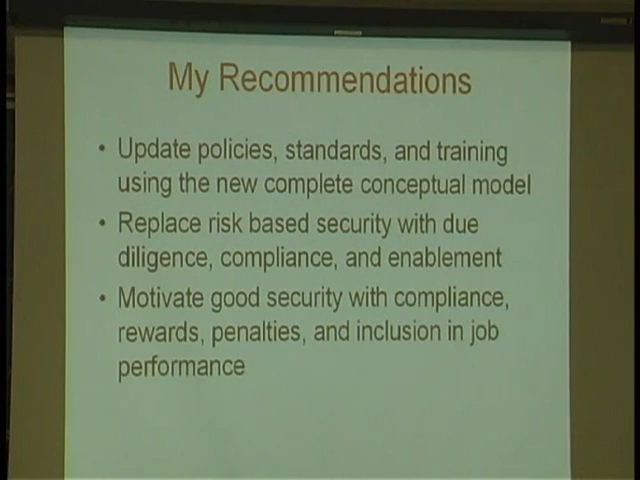 My Recommendations
• Update policies, standards, and training
using the new complete conceptual model
• Replace risk based security with due
diligence, compliance, and enablement
• Motivate good security with compliance,
rewards, penalties, and inclusion in job
performance